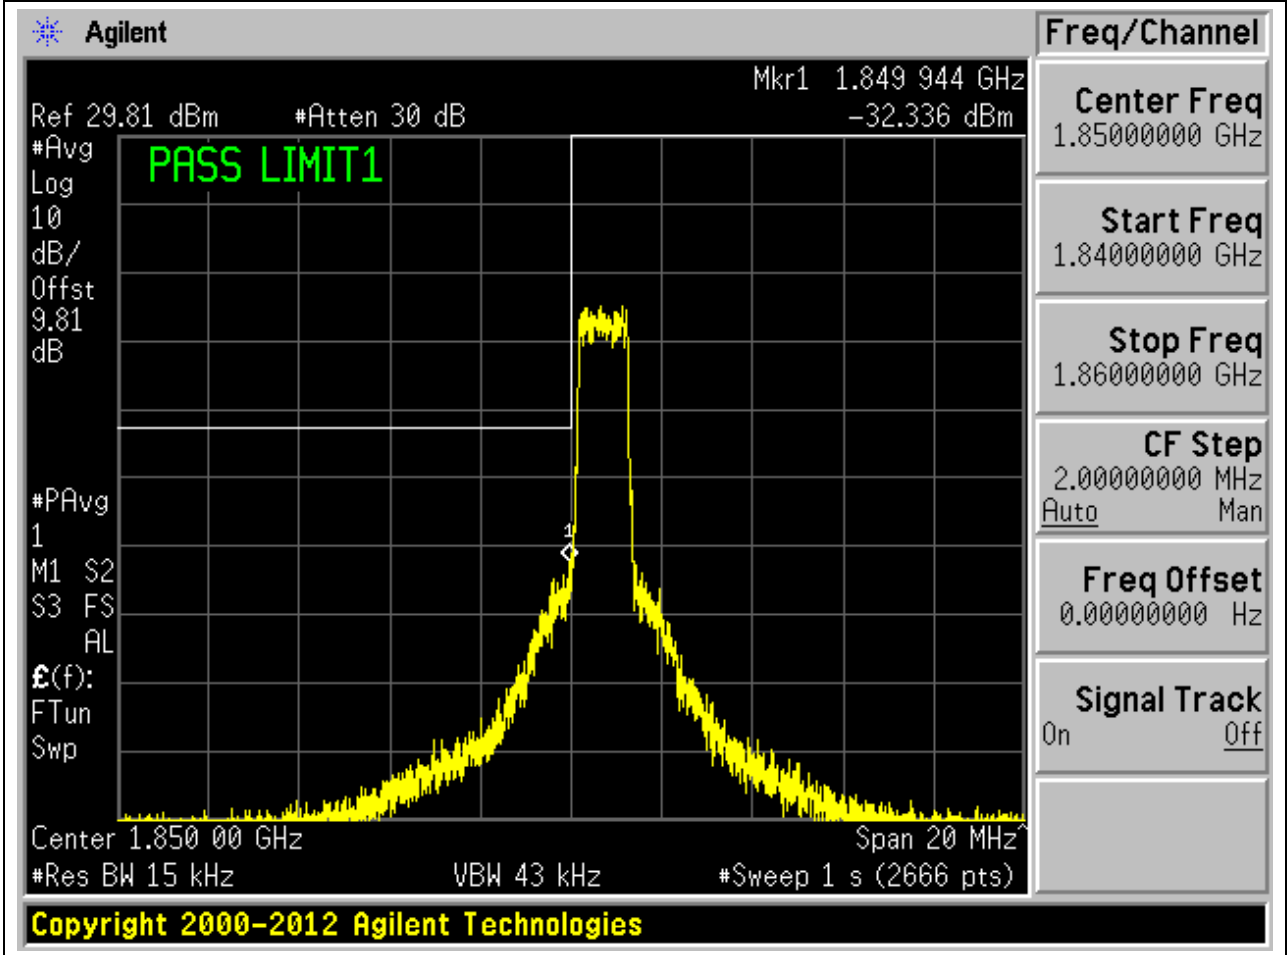 Agilent
Freq/Channel
Mkr1 1.849 944 GHz
Ref 29.81 dBm #Atten 30 dB -32.336 dBm
#Avg
Log
10
dB/
Offst
9.81
dB
PASS LIMIT1
#PAvg
1
M1 S2
S3 FS
AL
£(f):
FTun
Swp
1
Center 1.850 00 GHz Span 20 MHz^
#Res BW 15 kHz VBW 43 kHz #Sweep 1 s (2666 pts)
Copyright 2000-2012 Agilent Technologies
Center Freq
1.85000000 GHz
Start Freq
1.84000000 GHz
Stop Freq
1.86000000 GHz
CF Step
2.00000000 MHz
Auto Man
Freq Offset
0.00000000 Hz
Signal Track
On Off